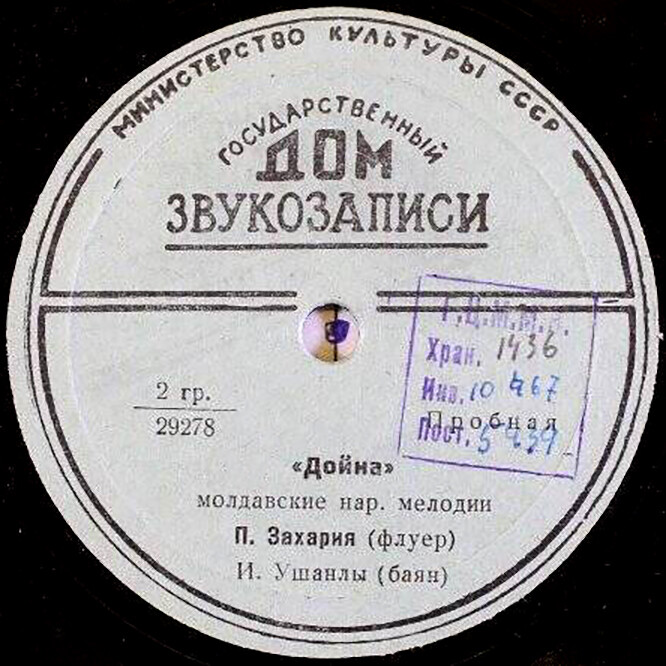 МИНИСТЕРСТВО КУЛЬТУРЫ СССР
ГОСУДАРСТВЕННЫЙ
ДОМ
ЗВУКОЗАПИСИ
Г.Ц.М.М.К.
Хран. 1436
Инв. 10467
Пост. 5939
2 гр.
29278
Пробная
«Дойна»
молдавские нар. мелодии
П. Захария (флуер)
И. Ушанлы (баян)